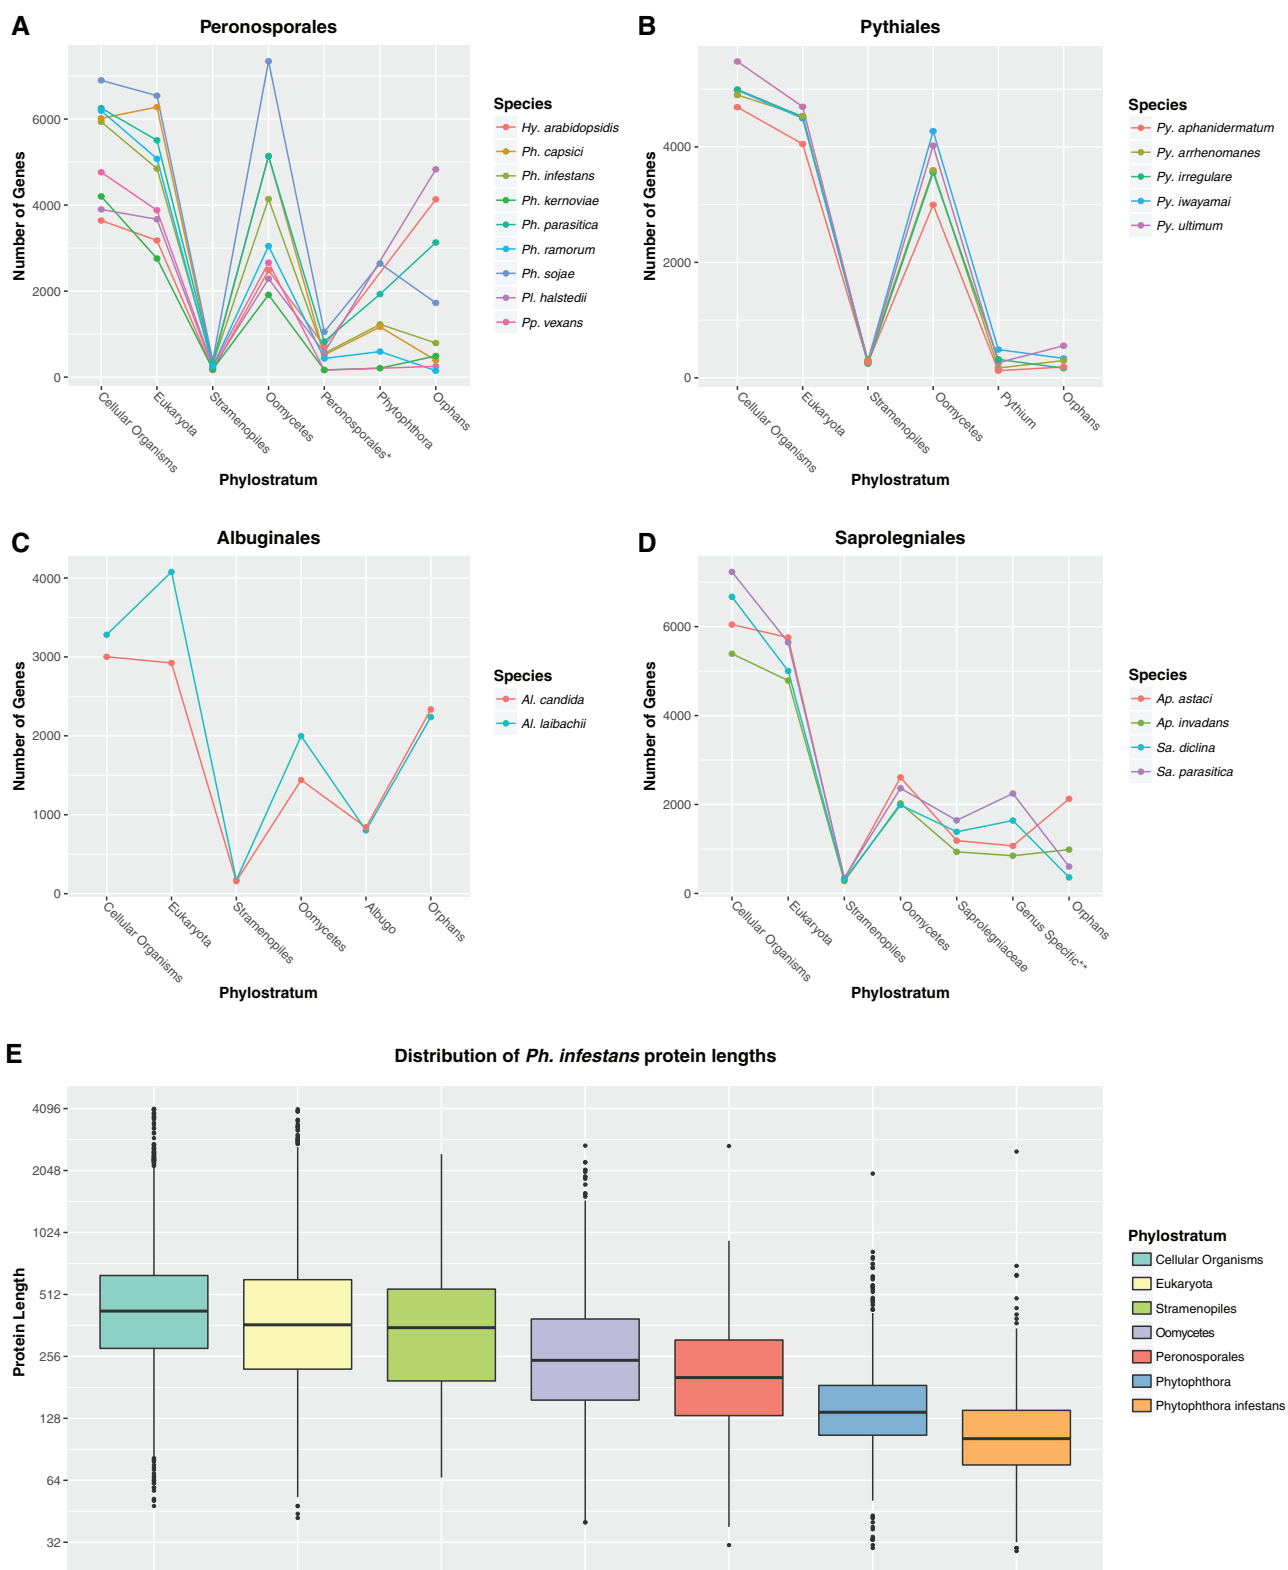 A
Peronosporales
Number of Genes
6000
4000
2000
0
Cellular Organisms
Eukaryota
Stramenopiles
Oomycetes
Peronosporales*
Phytophthora
Orphans
Phylostratum
Species
Hy. arabidopsidis
Ph. capsici
Ph. infestans
Ph. kernoviae
Ph. parasitica
Ph. ramorum
Ph. sojae
Pl. halstedii
Pp. vexans
B
Pythiales
Number of Genes
4000
2000
0
Cellular Organisms
Eukaryota
Stramenopiles
Oomycetes
Pythium
Orphans
Phylostratum
Species
Py. aphanidermatum
Py. arrhenomanes
Py. irregulare
Py. iwayamai
Py. ultimum
C
Albuginales
Number of Genes
4000
3000
2000
1000
0
Cellular Organisms
Eukaryota
Stramenopiles
Oomycetes
Albugo
Orphans
Phylostratum
Species
Al. candida
Al. laibachii
D
Saprolegniales
Number of Genes
6000
4000
2000
0
Cellular Organisms
Eukaryota
Stramenopiles
Oomycetes
Saprolegniaceae
Genus Specific**
Orphans
Phylostratum
Species
Ap. astaci
Ap. invadans
Sa. diclina
Sa. parasitica
E
Distribution of Ph. infestans protein lengths
Protein Length
4096
2048
1024
512
256
128
64
32
Phylostratum
Cellular Organisms
Eukaryota
Stramenopiles
Oomycetes
Peronosporales
Phytophthora
Phytophthora infestans